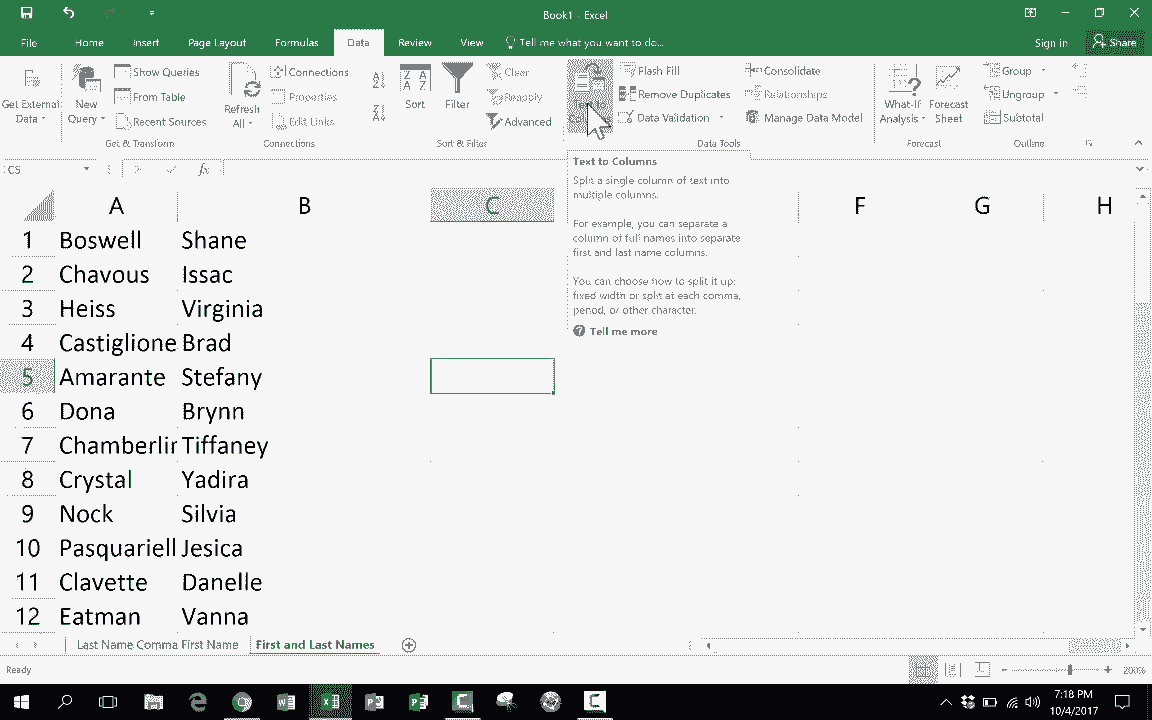 Book1 - Excel
File Home Insert Page Layout Formulas Data Review View Tell me what you want to do... Sign in Share
Get External Data
New Query
Show Queries
From Table
Recent Sources
Get & Transform
Refresh All
Connections
Properties
Edit Links
Connections
Sort
Filter
Clear
Reapply
Advanced
Sort & Filter
Text to
Flash Fill
Remove Duplicates
Data Validation
Consolidate
Relationships
Manage Data Model
Data Tools
What-If Analysis
Forecast Sheet
Forecast
Group
Ungroup
Subtotal
Outline
C5 fx
Text to Columns
Split a single column of text into
multiple columns.
For example, you can separate a
column of full names into separate
first and last name columns.
You can choose how to split it up:
fixed width or split at each comma,
period, or other character.
Tell me more
A B C F G H
1 Boswell Shane
2 Chavous Issac
3 Heiss Virginia
4 Castiglione Brad
5 Amarante Stefany
6 Dona Brynn
7 Chamberlin Tiffaney
8 Crystal Yadira
9 Nock Silvia
10 Pasquariell Jesica
11 Clavette Danelle
12 Eatman Vanna
Last Name Comma First Name First and Last Names
Ready 200%
7:18 PM
10/4/2017